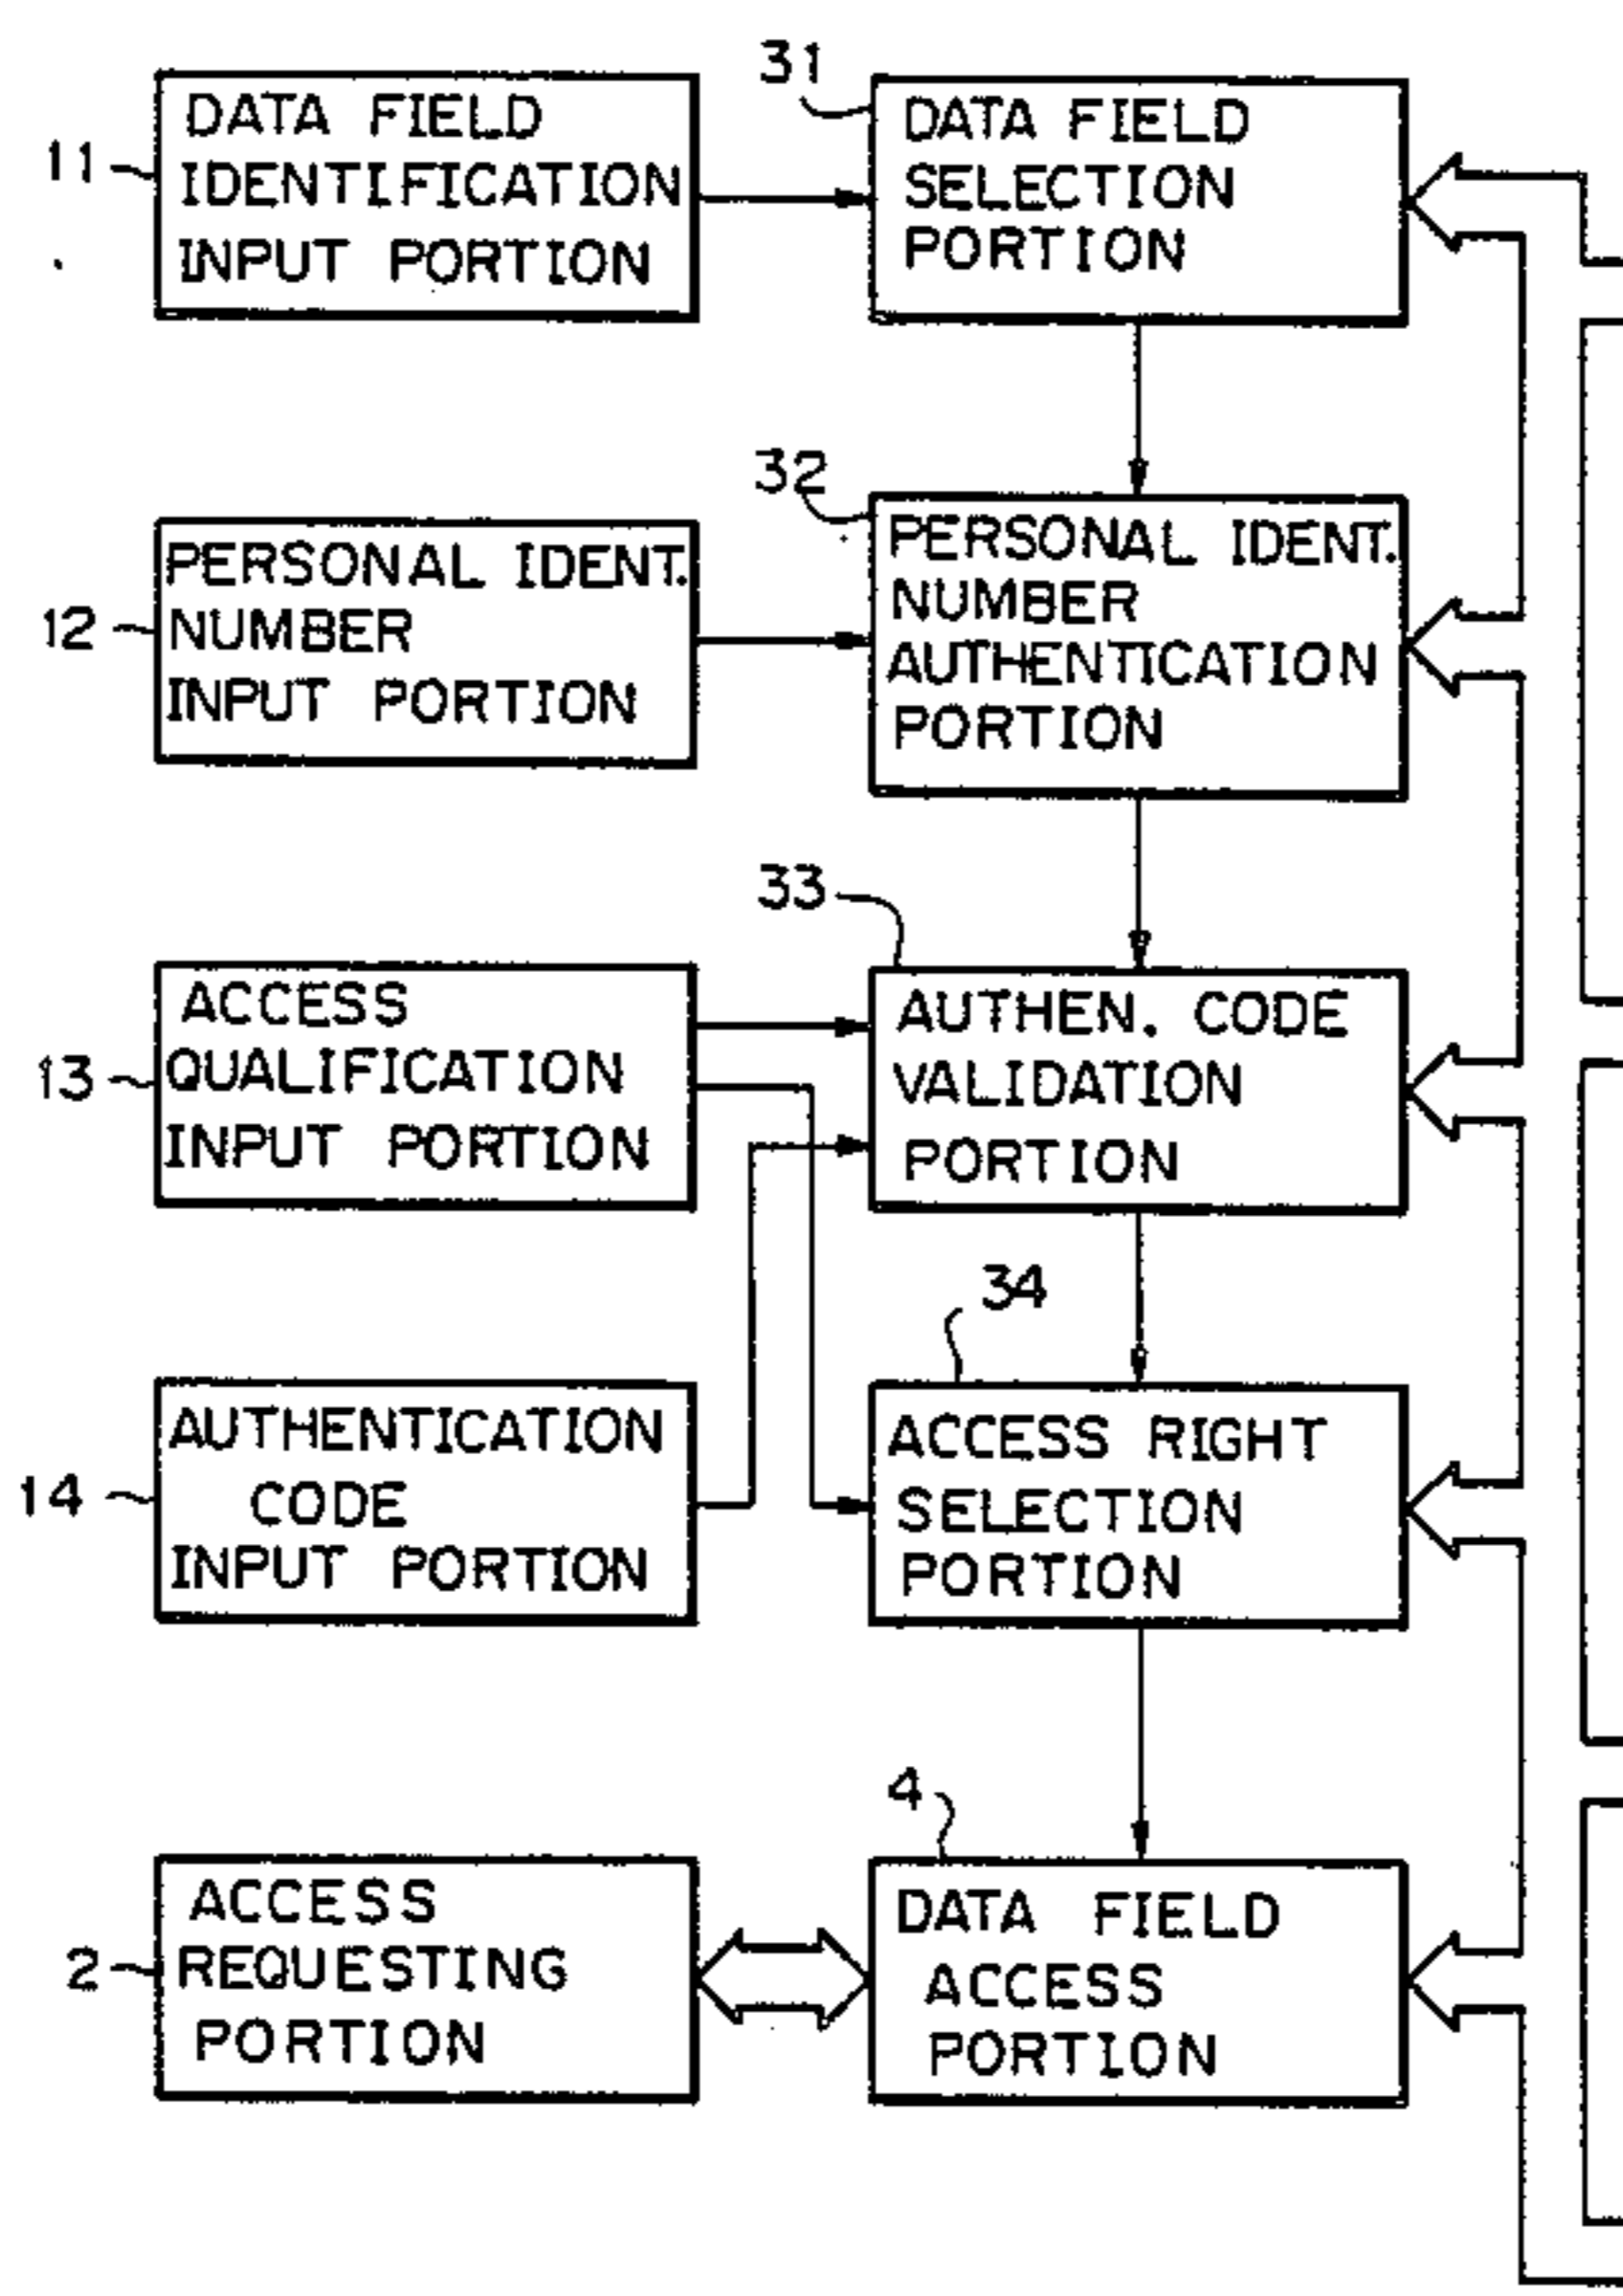 11
DATA FIELD
IDENTIFICATION
INPUT PORTION
31
DATA FIELD
SELECTION
PORTION
12
PERSONAL IDENT.
NUMBER
INPUT PORTION
32
PERSONAL IDENT.
NUMBER
AUTHENTICATION
PORTION
13
ACCESS
QUALIFICATION
INPUT PORTION
33
AUTHEN. CODE
VALIDATION
PORTION
14
AUTHENTICATION
CODE
INPUT PORTION
34
ACCESS RIGHT
SELECTION
PORTION
2
ACCESS
REQUESTING
PORTION
4
DATA FIELD
ACCESS
PORTION